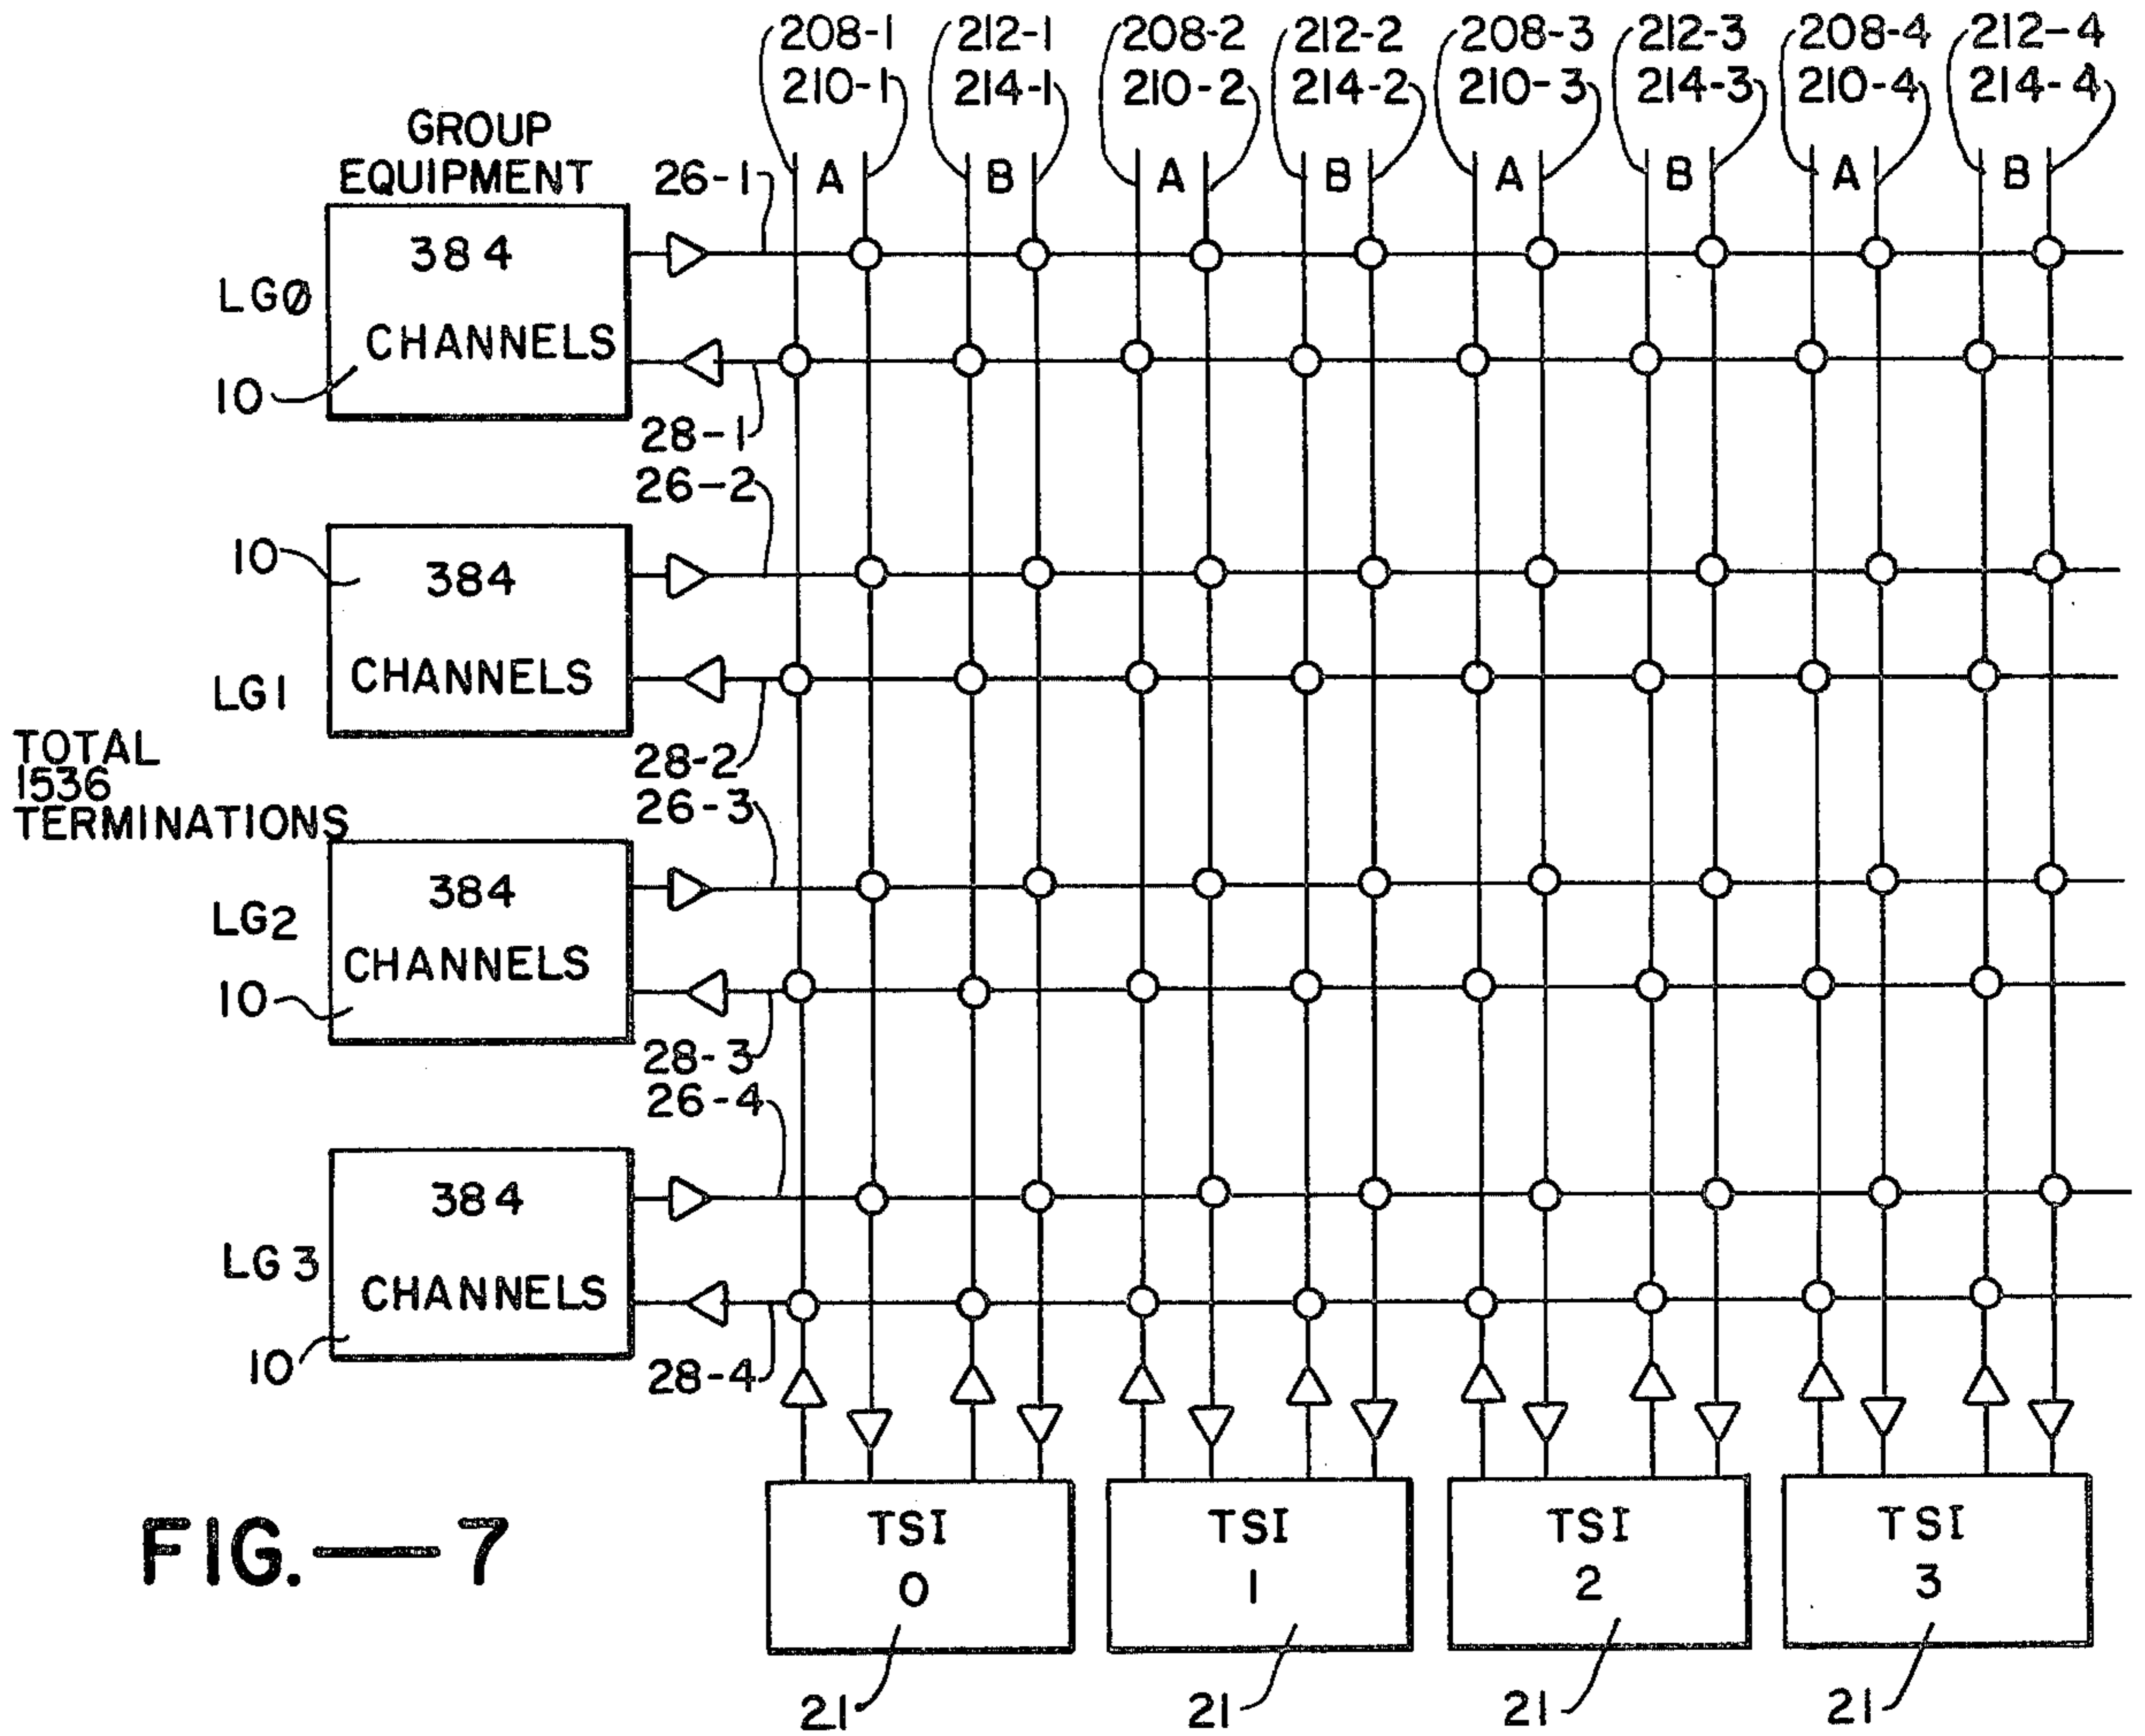 208-1 212-1 208-2 212-2 208-3 212-3 208-4 212-4
210-1 214-1 210-2 214-2 210-3 214-3 210-4 214-4
GROUP
EQUIPMENT
26-1 A B A B A B A B
384
CHANNELS
LGØ
10
28-1
26-2
10
384
CHANNELS
LG1
28-2
TOTAL
1536
TERMINATIONS
26-3
384
CHANNELS
LG2
10
28-3
26-4
384
CHANNELS
LG3
10
28-4
TSI TSI TSI TSI
0 1 2 3
FIG.—7
21 21 21 21